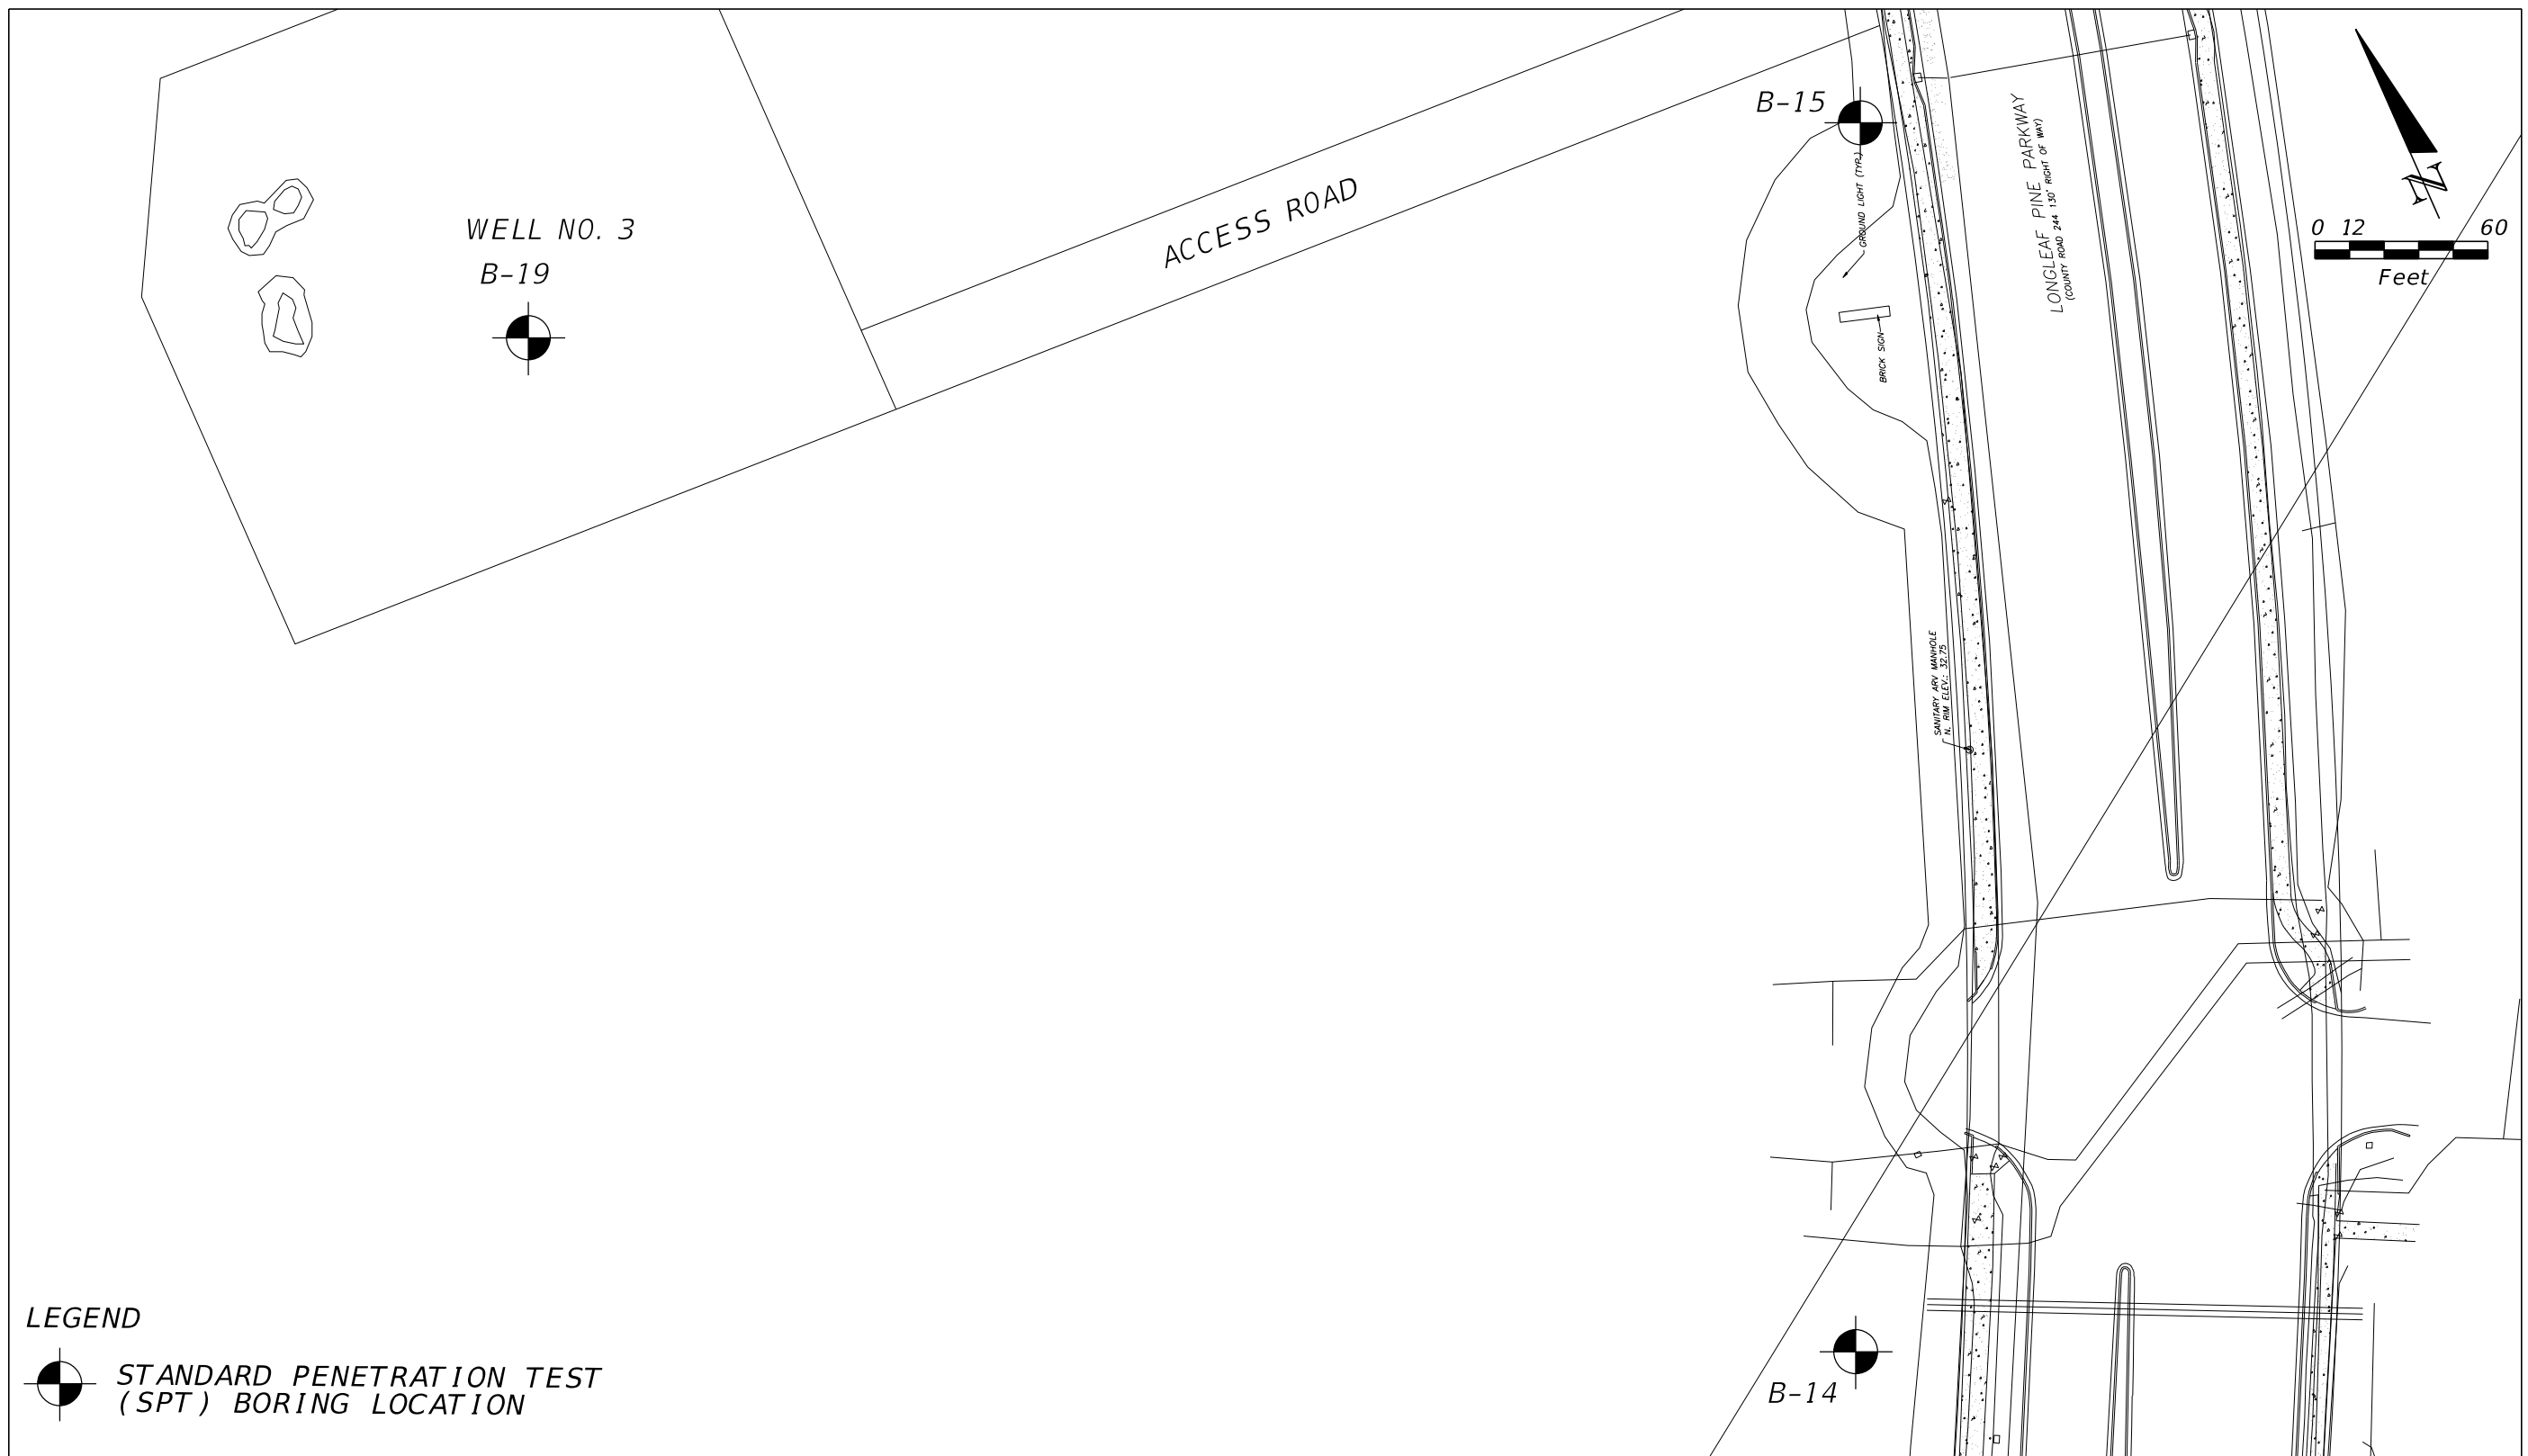 WELL NO. 3
B-19
ACCESS ROAD
B-15
GROUND LIGHT (TYP.)
BRICK SIGN
LONGLEAF PINE PARKWAY
(COUNTY ROAD 244 130' RIGHT OF WAY)
N
0 12 60
Feet
SANITARY ARV MANHOLE
N. RIM ELEV.: 32.75
B-14
LEGEND
STANDARD PENETRATION TEST
(SPT) BORING LOCATION